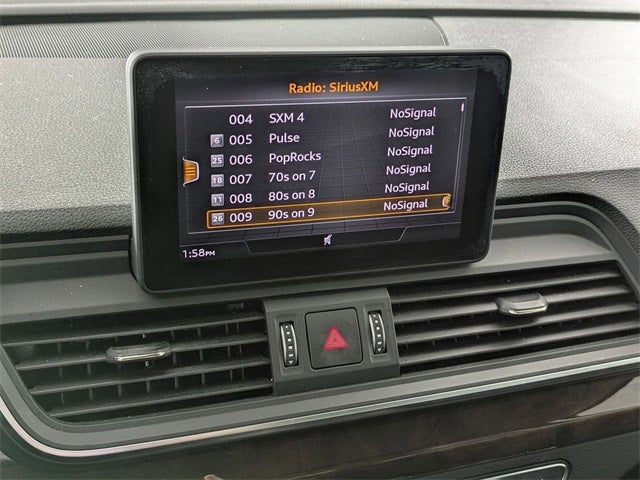 Radio: SiriusXM
004 SXM 4 NoSignal
6 005 Pulse NoSignal
25 006 PopRocks NoSignal
18 007 70s on 7 NoSignal
11 008 80s on 8 NoSignal
26 009 90s on 9 NoSignal
1:58PM